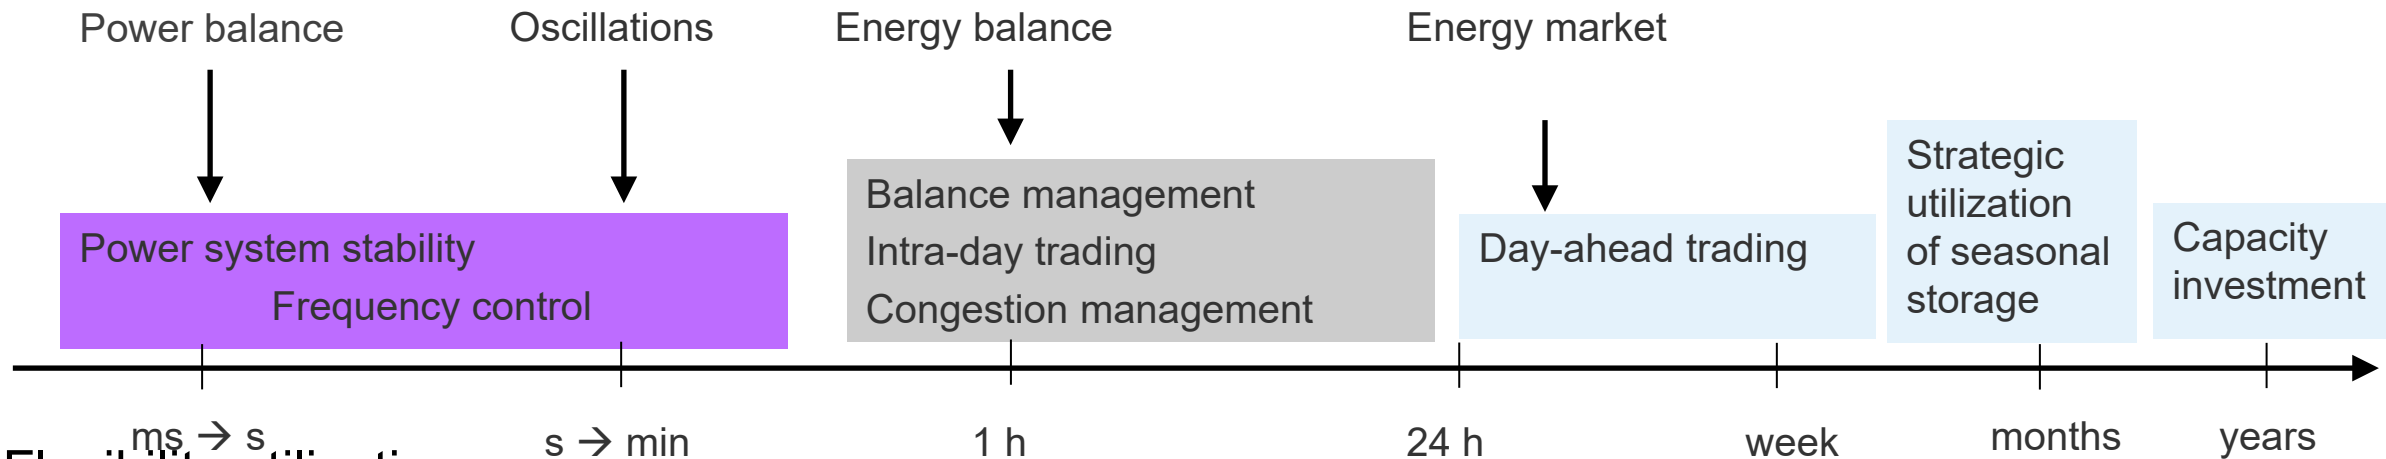 Power balance
Oscillations
Energy balance
Energy market
Power system stability
Frequency control
Balance management
Intra-day trading
Congestion management
Day-ahead trading
Strategic
utilization
of seasonal
storage
Capacity
investment
ms → s
s → min
1 h
24 h
week
months
years